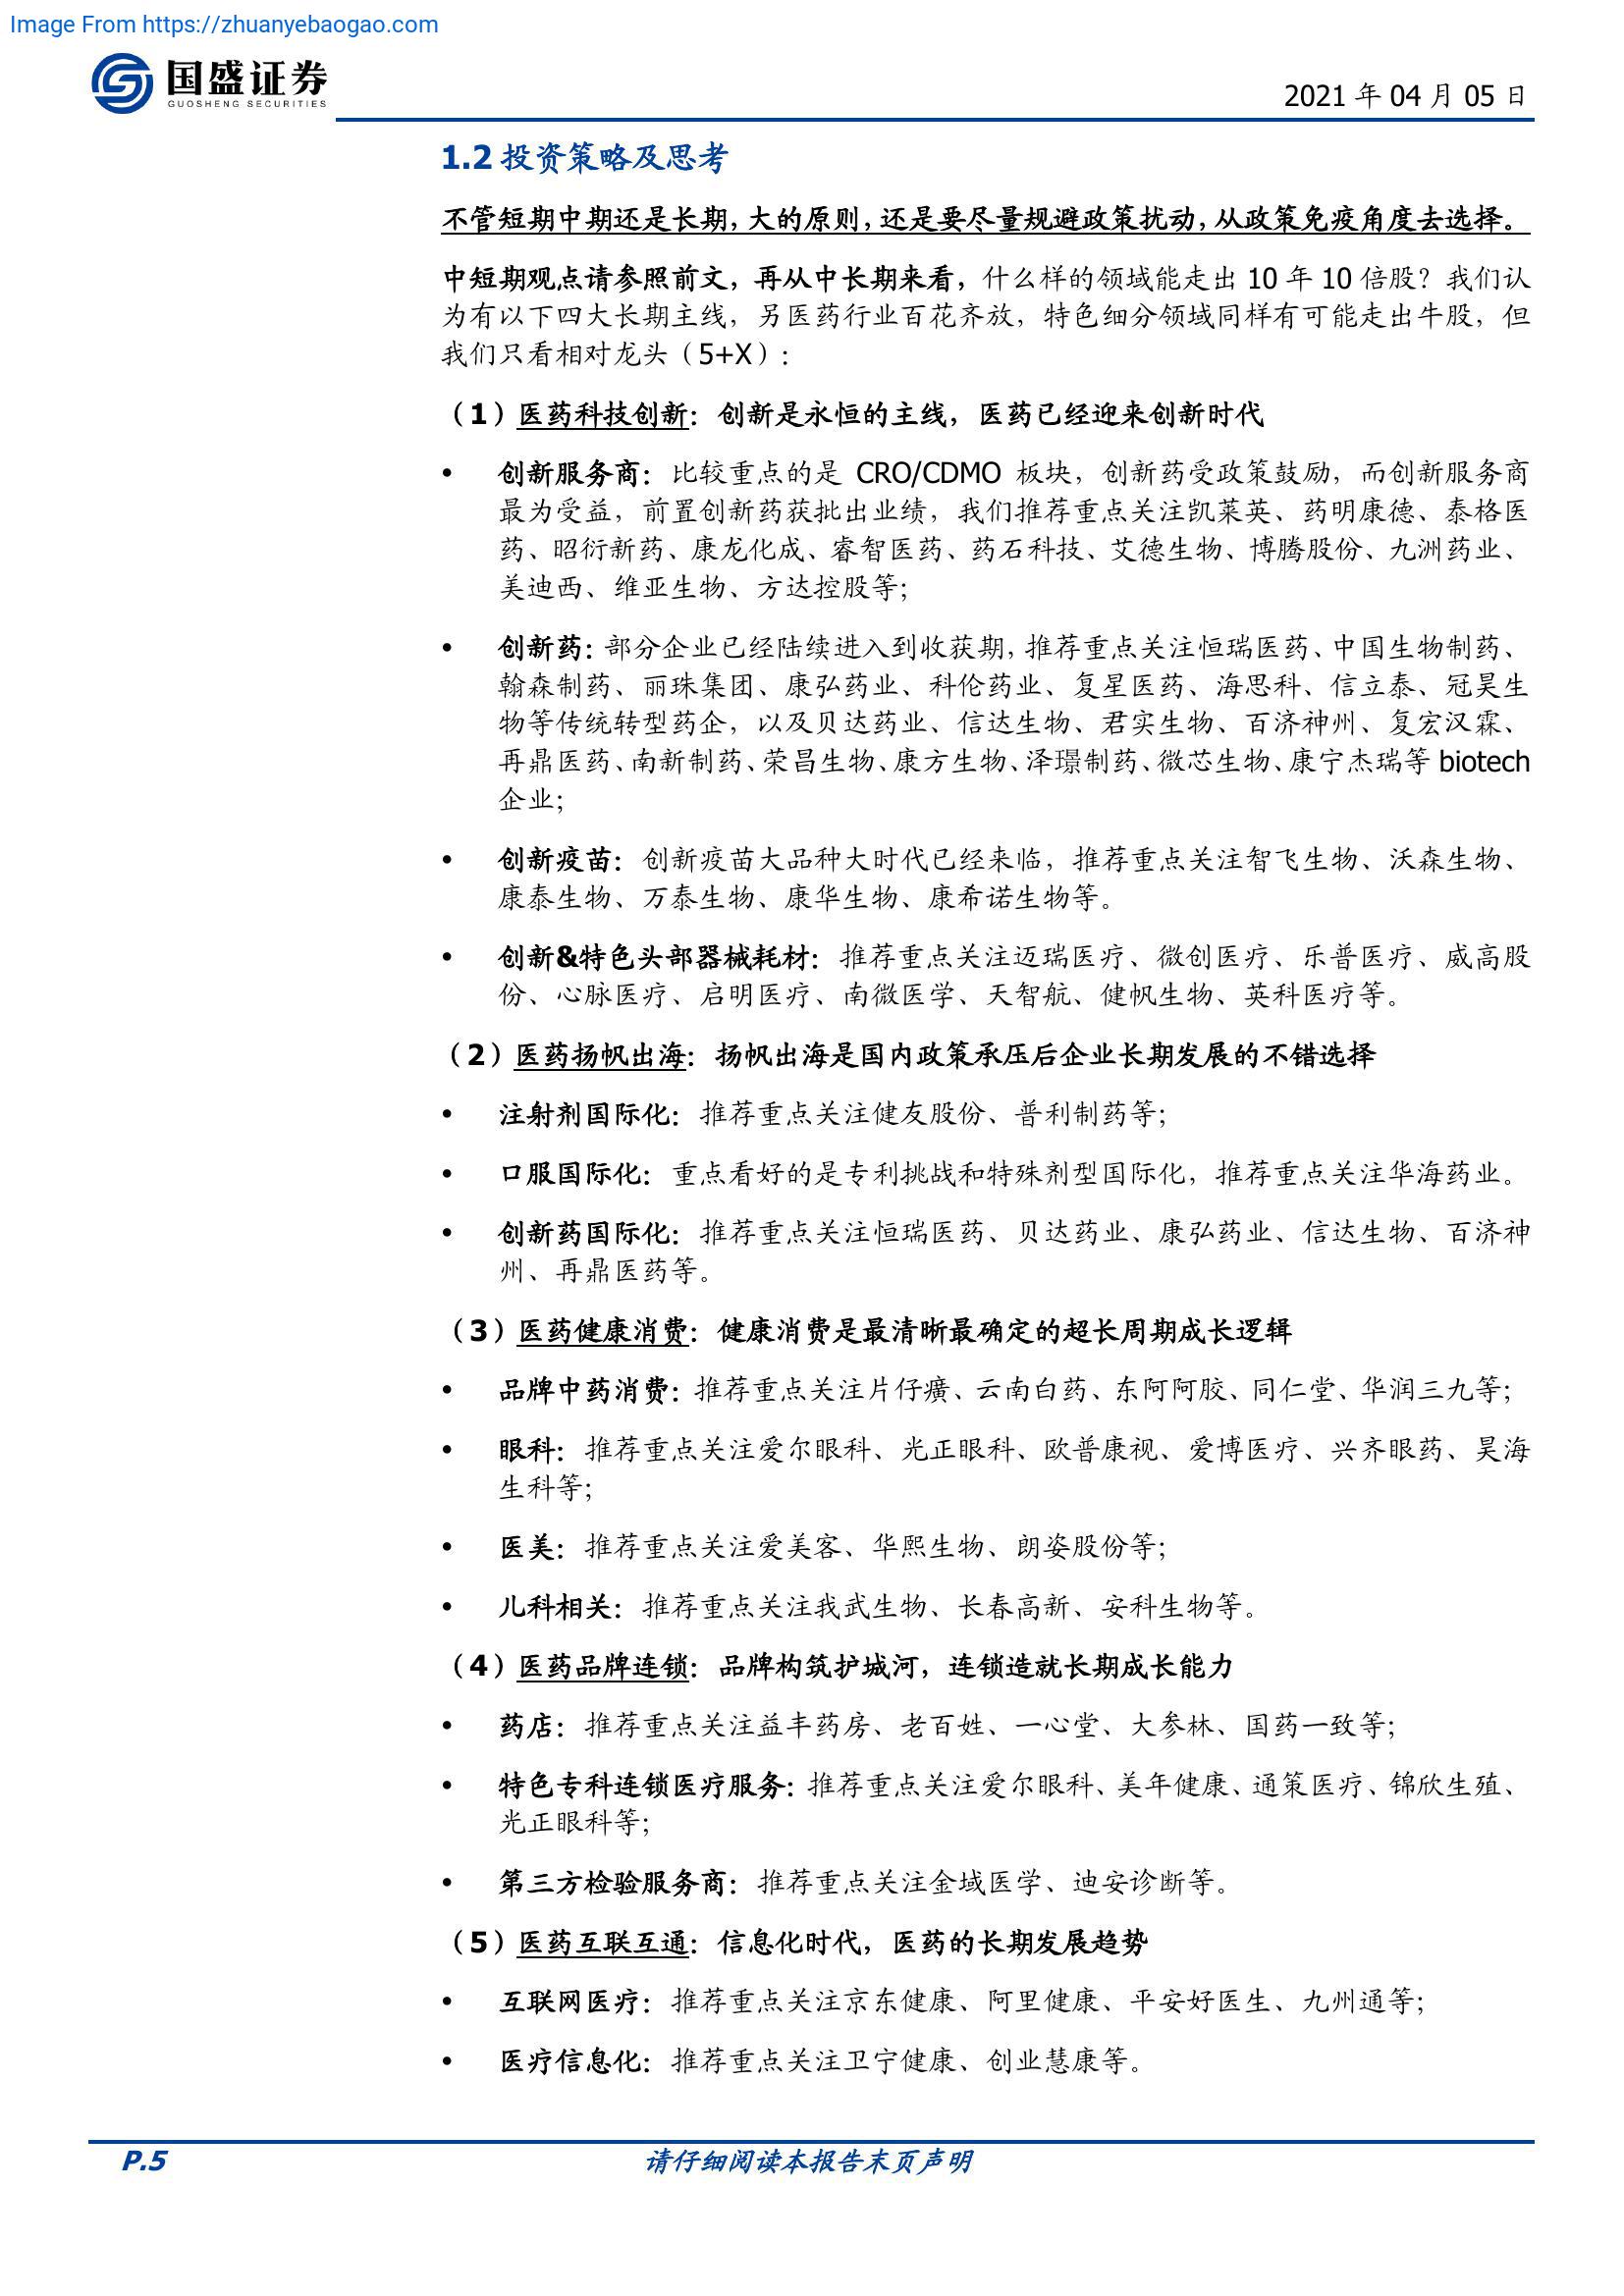 Image From https://zhuanyebaogao.com
国盛证券
GUOSHENG SECURITIES
2021 年 04 月 05 日
1.2 投资策略及思考
不管短期中期还是长期，大的原则，还是要尽量规避政策扰动，从政策免疫角度去选择。
中短期观点请参照前文，再从中长期来看，什么样的领域能走出 10 年 10 倍股？我们认
为有以下四大长期主线，另医药行业百花齐放，特色细分领域同样有可能走出牛股，但
我们只看相对龙头（5+X）：
（1）医药科技创新：创新是永恒的主线，医药已经迎来创新时代
• 创新服务商：比较重点的是 CRO/CDMO 板块，创新药受政策鼓励，而创新服务商
最为受益，前置创新药获批出业绩，我们推荐重点关注凯莱英、药明康德、泰格医
药、昭衍新药、康龙化成、睿智医药、药石科技、艾德生物、博腾股份、九洲药业、
美迪西、维亚生物、方达控股等；
• 创新药：部分企业已经陆续进入到收获期，推荐重点关注恒瑞医药、中国生物制药、
翰森制药、丽珠集团、康弘药业、科伦药业、复星医药、海思科、信立泰、冠昊生
物等传统转型药企，以及贝达药业、信达生物、君实生物、百济神州、复宏汉霖、
再鼎医药、南新制药、荣昌生物、康方生物、泽璟制药、微芯生物、康宁杰瑞等 biotech
企业；
• 创新疫苗：创新疫苗大品种大时代已经来临，推荐重点关注智飞生物、沃森生物、
康泰生物、万泰生物、康华生物、康希诺生物等。
• 创新&特色头部器械耗材：推荐重点关注迈瑞医疗、微创医疗、乐普医疗、威高股
份、心脉医疗、启明医疗、南微医学、天智航、健帆生物、英科医疗等。
（2）医药扬帆出海：扬帆出海是国内政策承压后企业长期发展的不错选择
• 注射剂国际化：推荐重点关注健友股份、普利制药等；
• 口服国际化：重点看好的是专利挑战和特殊剂型国际化，推荐重点关注华海药业。
• 创新药国际化：推荐重点关注恒瑞医药、贝达药业、康弘药业、信达生物、百济神
州、再鼎医药等。
（3）医药健康消费：健康消费是最清晰最确定的超长周期成长逻辑
• 品牌中药消费：推荐重点关注片仔癀、云南白药、东阿阿胶、同仁堂、华润三九等；
• 眼科：推荐重点关注爱尔眼科、光正眼科、欧普康视、爱博医疗、兴齐眼药、昊海
生科等；
• 医美：推荐重点关注爱美客、华熙生物、朗姿股份等；
• 儿科相关：推荐重点关注我武生物、长春高新、安科生物等。
（4）医药品牌连锁：品牌构筑护城河，连锁造就长期成长能力
• 药店：推荐重点关注益丰药房、老百姓、一心堂、大参林、国药一致等；
• 特色专科连锁医疗服务：推荐重点关注爱尔眼科、美年健康、通策医疗、锦欣生殖、
光正眼科等；
• 第三方检验服务商：推荐重点关注金域医学、迪安诊断等。
（5）医药互联互通：信息化时代，医药的长期发展趋势
• 互联网医疗：推荐重点关注京东健康、阿里健康、平安好医生、九州通等；
• 医疗信息化：推荐重点关注卫宁健康、创业慧康等。
P.5
请仔细阅读本报告末页声明